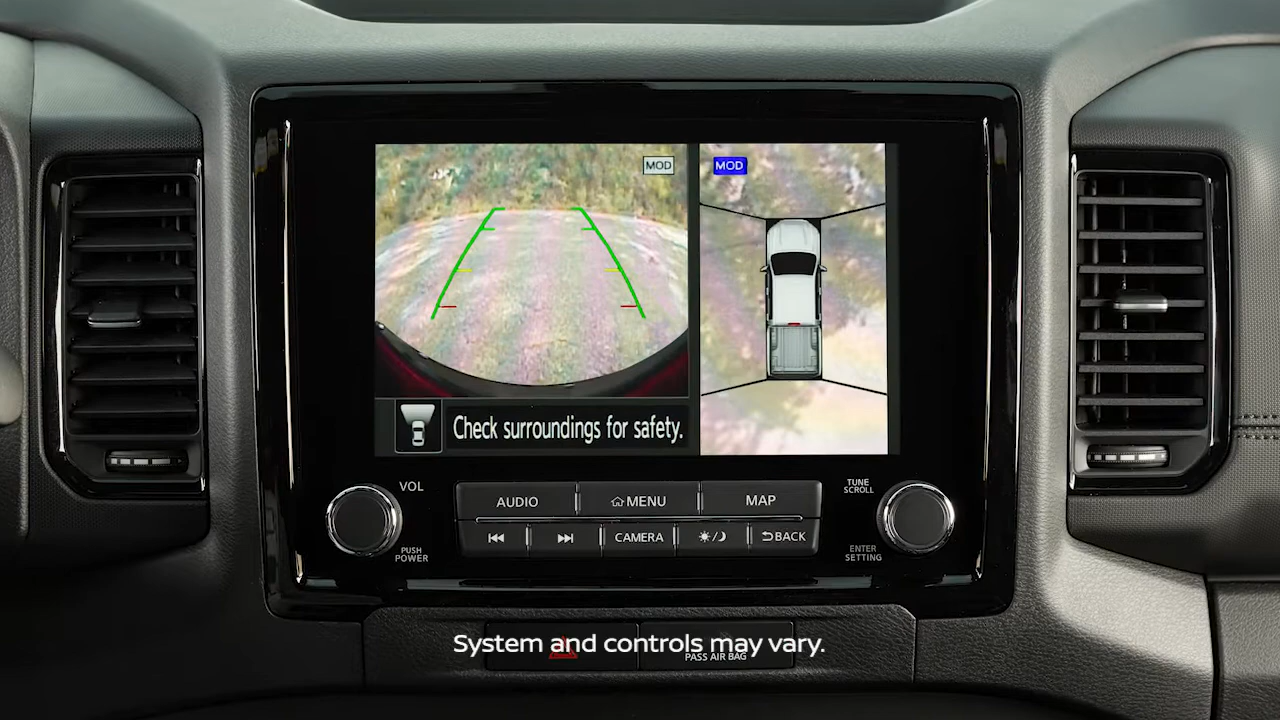 MOD
MOD
Check surroundings for safety.
VOL
PUSH
POWER
AUDIO
MENU
MAP
CAMERA
BACK
TUNE
SCROLL
ENTER
SETTING
System and controls may vary.
PASS AIR BAG